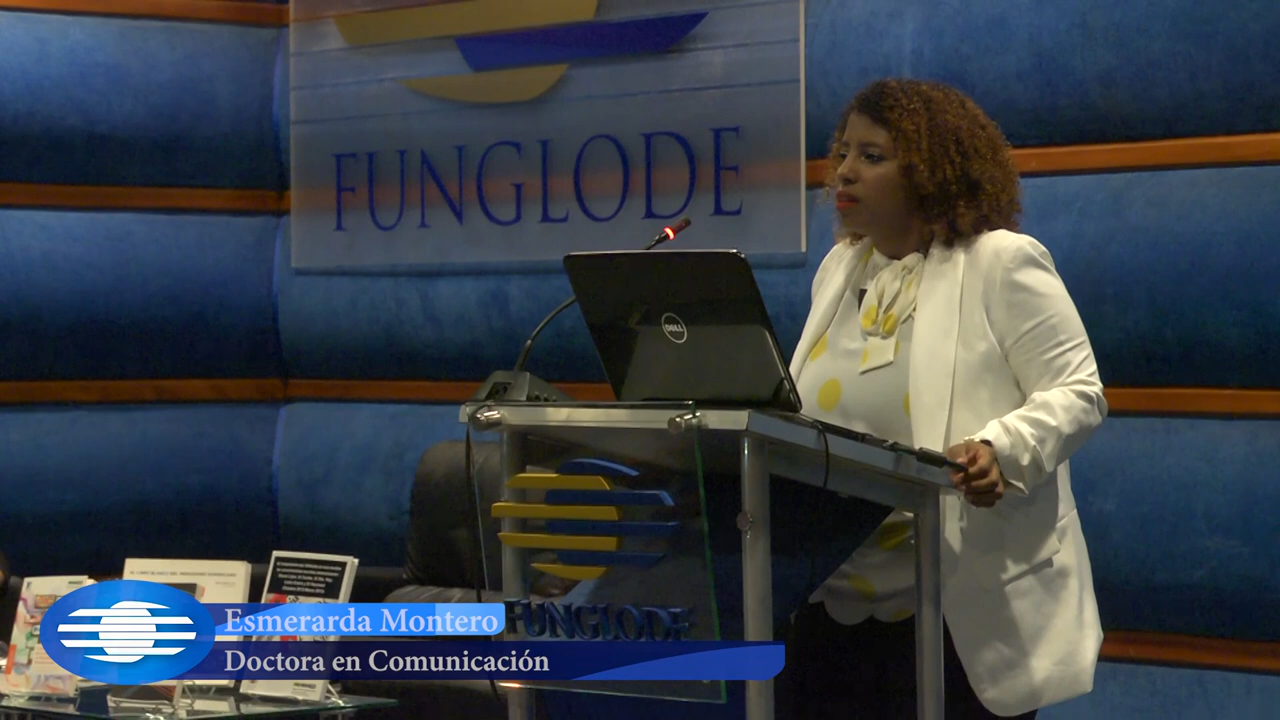 FUNGLODE
DELL
FUNGLODE
Esmerarda Montero
Doctora en Comunicación